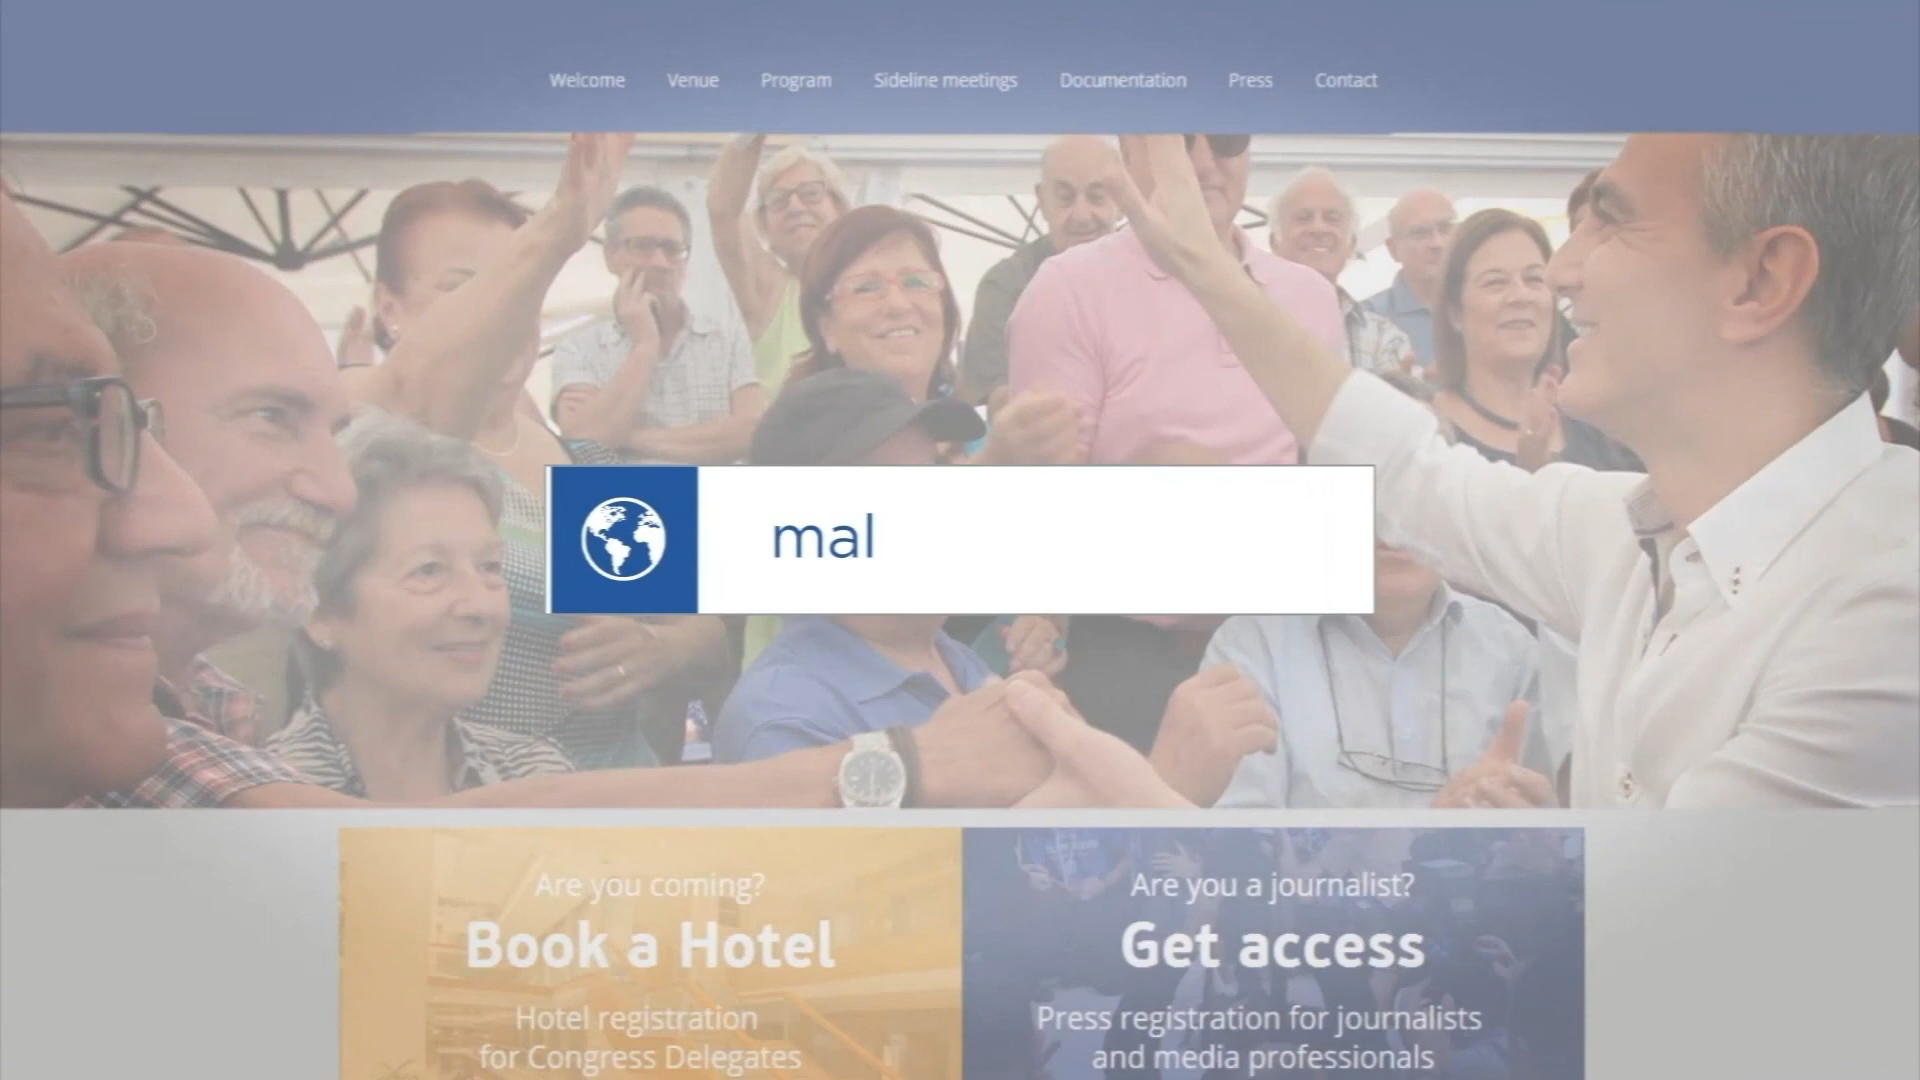 Welcome Venue Program Sideline meetings Documentation Press Contact
mal
Are you coming?
Book a Hotel
Hotel registration
for Congress Delegates
Are you a journalist?
Get access
Press registration for journalists
and media professionals